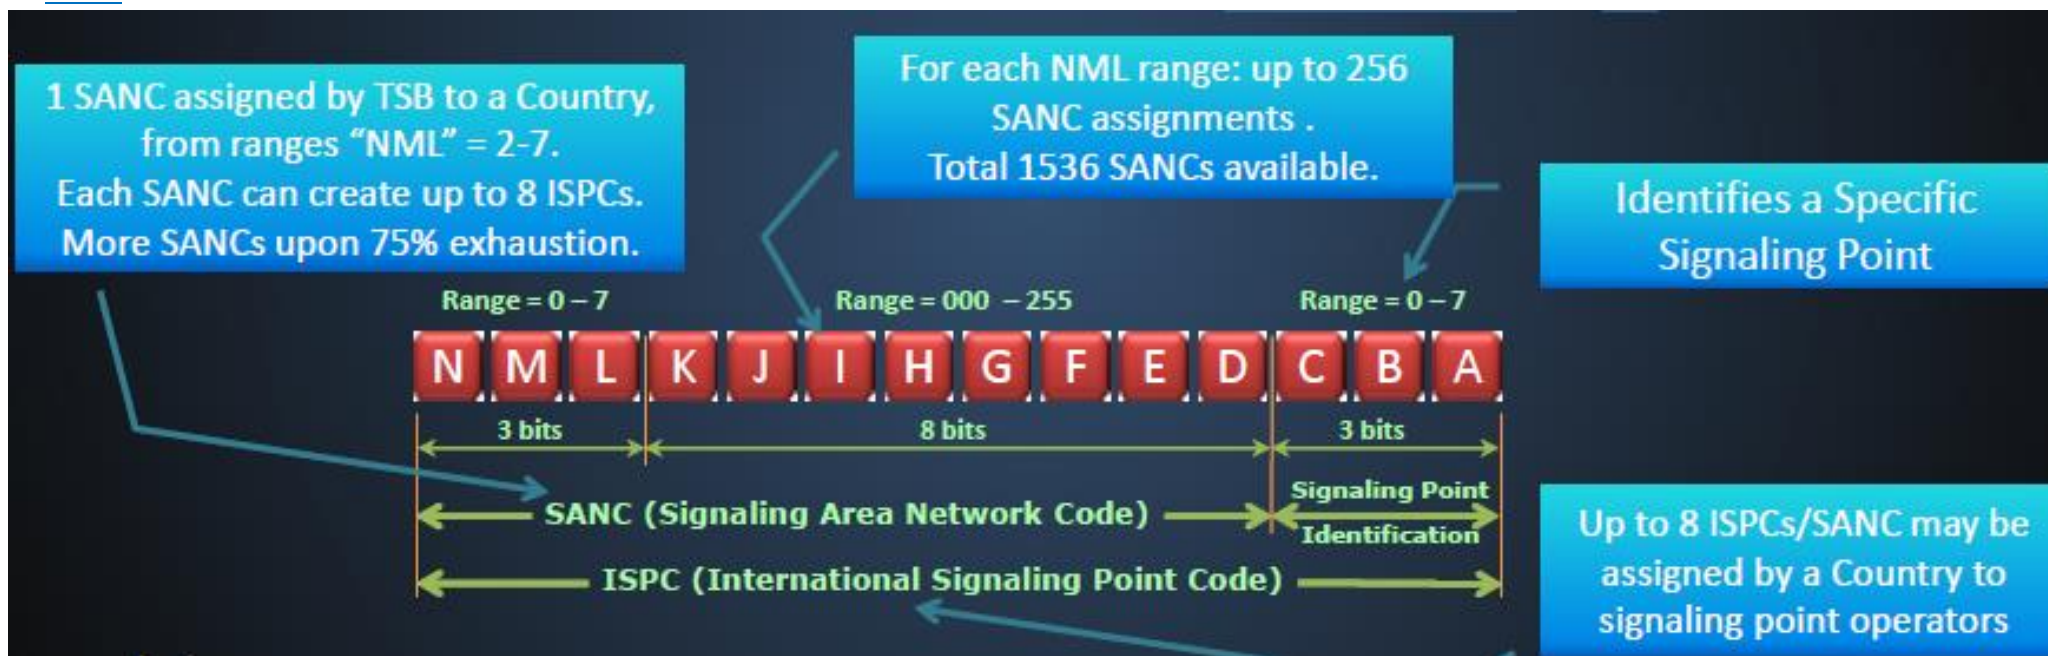 1 SANC assigned by TSB to a Country,
from ranges “NML” = 2-7.
Each SANC can create up to 8 ISPCs.
More SANCs upon 75% exhaustion.
For each NML range: up to 256
SANC assignments .
Total 1536 SANCs available.
Identifies a Specific
Signaling Point
Range = 0 – 7
Range = 000 – 255
Range = 0 – 7
N M L K J I H G F E D C B A
3 bits
8 bits
3 bits
SANC (Signaling Area Network Code)
Signaling Point
Identification
ISPC (International Signaling Point Code)
Up to 8 ISPCs/SANC may be
assigned by a Country to
signaling point operators